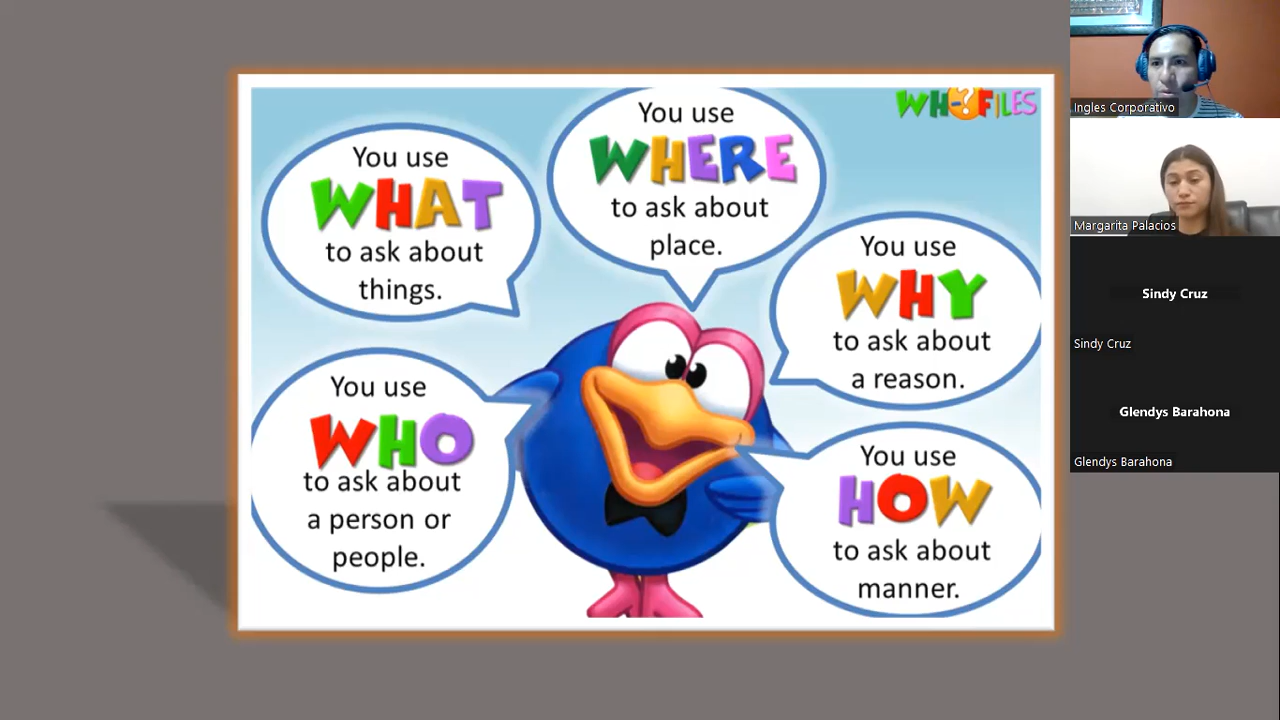 WH-?FILES
You use
WHAT
to ask about
things.
You use
WHERE
to ask about
place.
You use
WHY
to ask about
a reason.
You use
WHO
to ask about
a person or
people.
You use
HOW
to ask about
manner.
Ingles Corporativo
Margarita Palacios
Sindy Cruz
Sindy Cruz
Glendys Barahona
Glendys Barahona